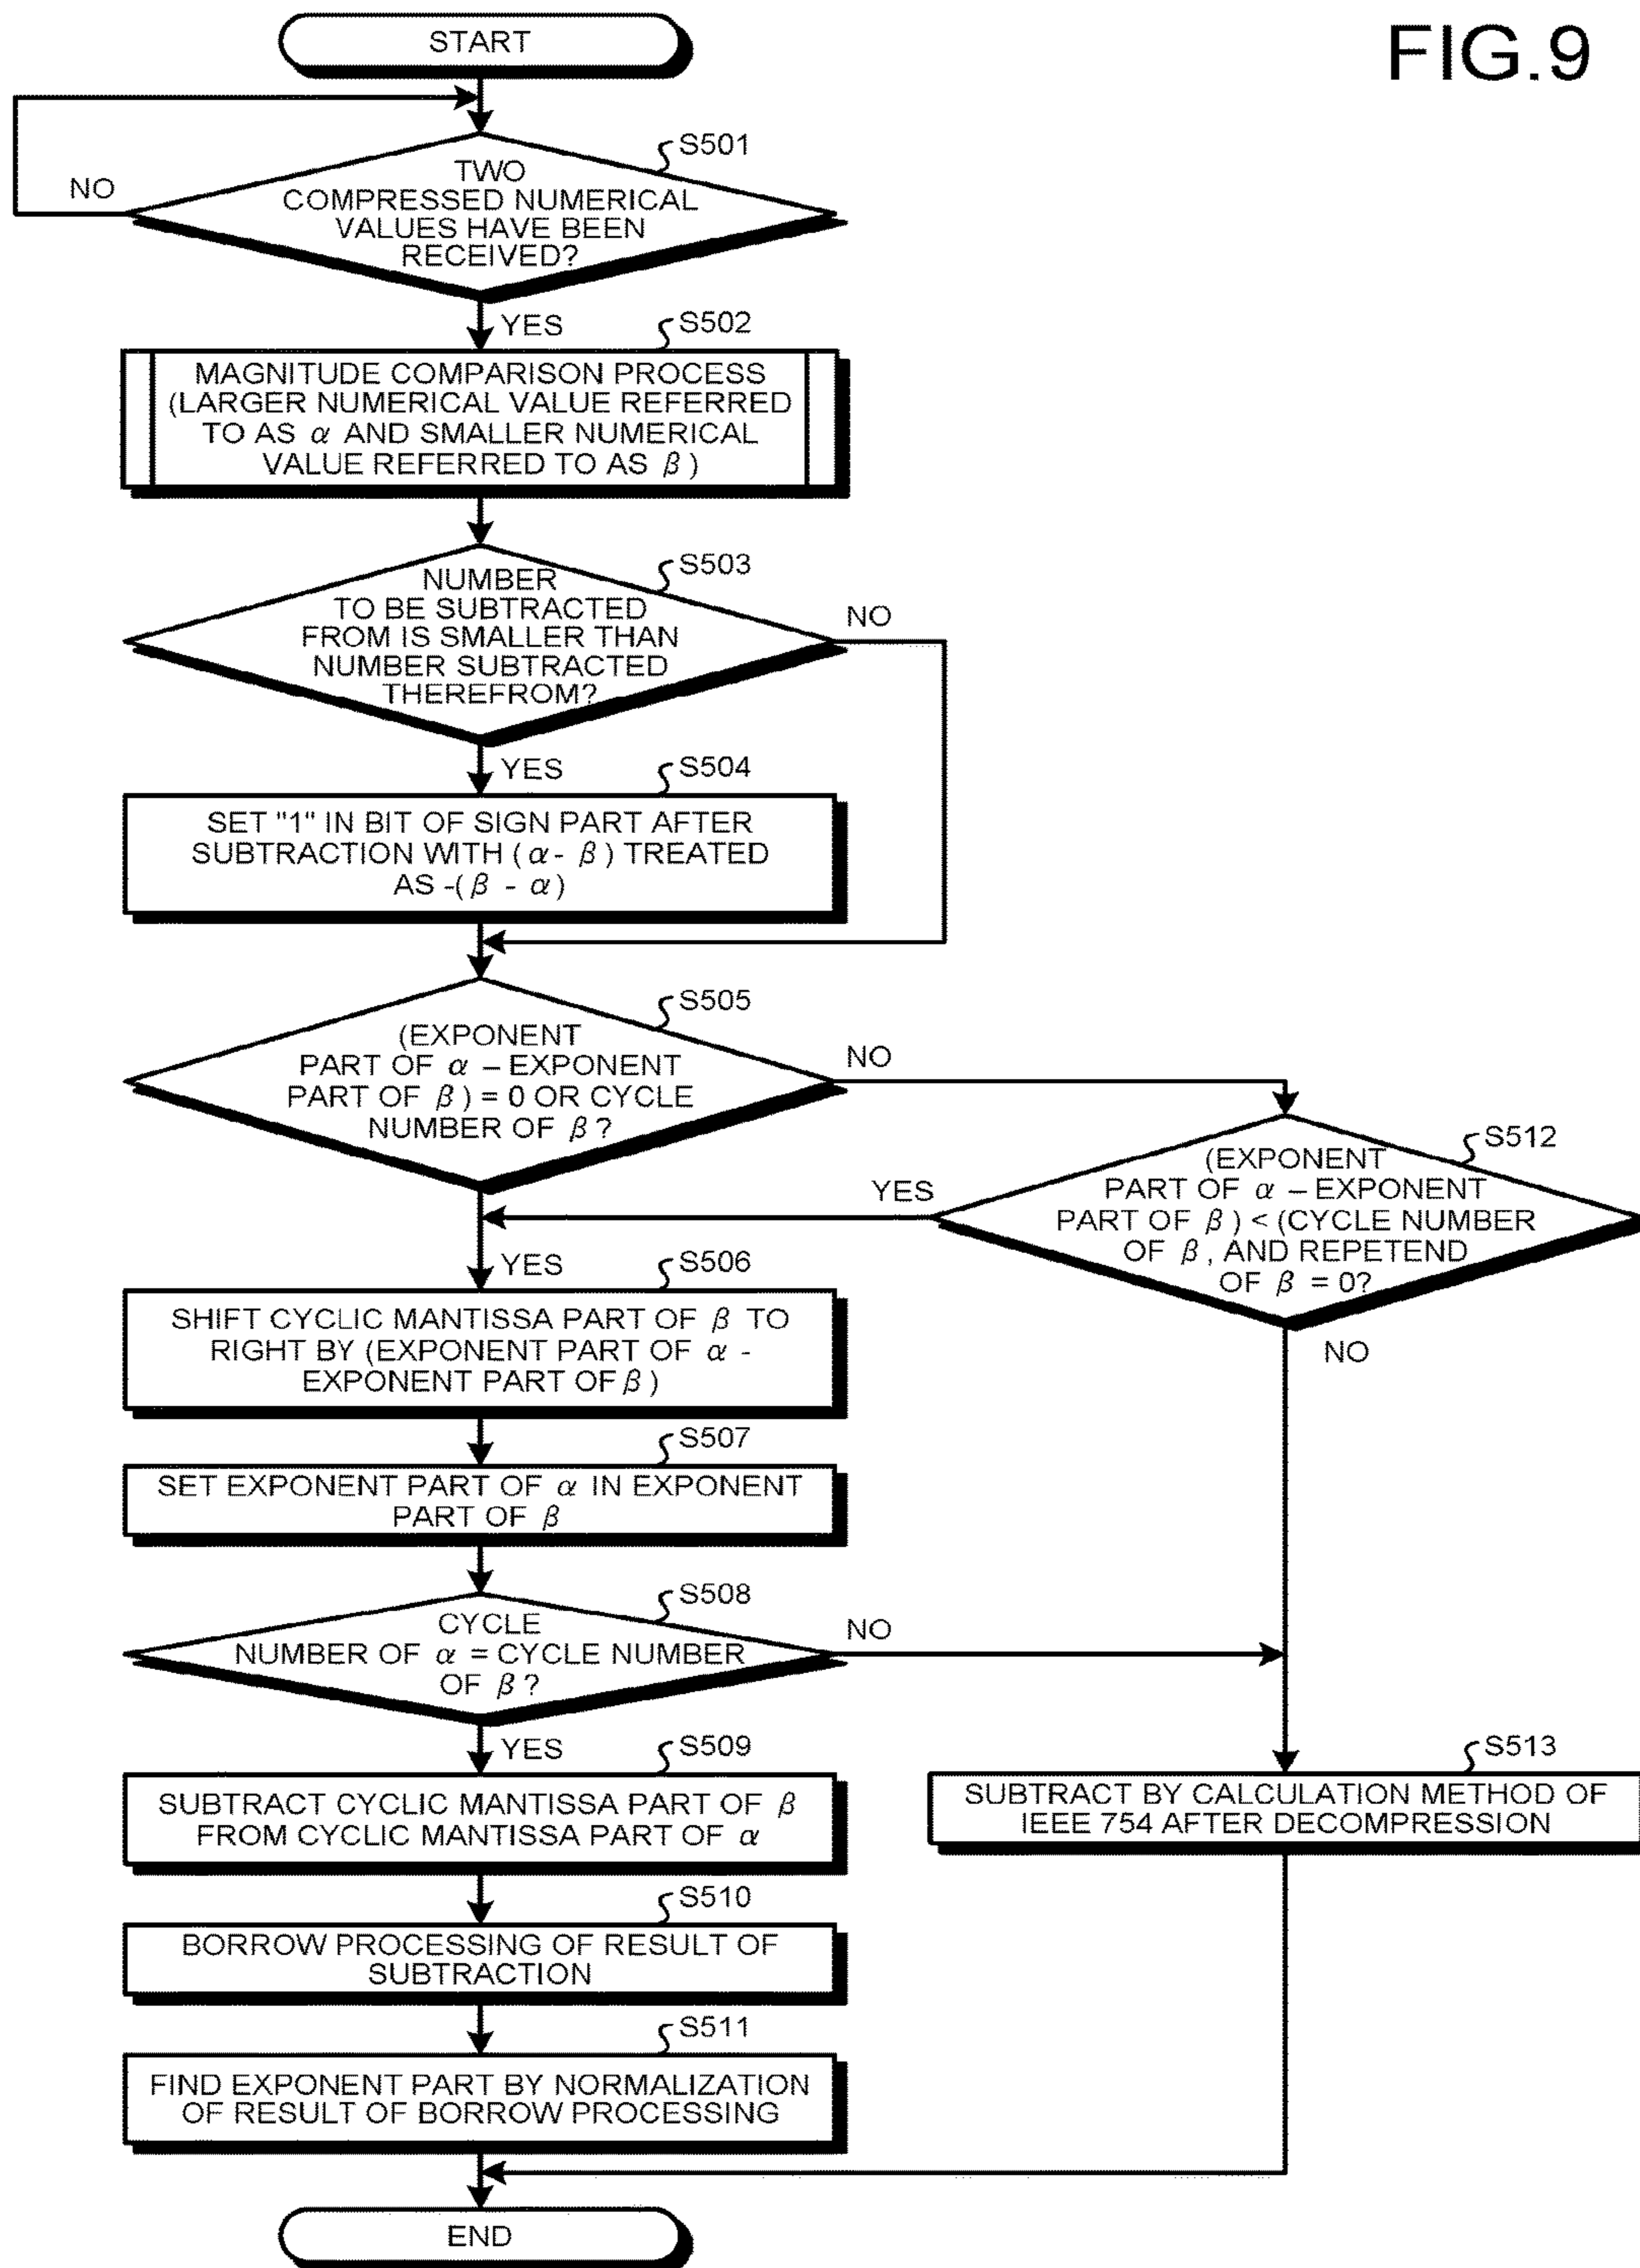 FIG.9
START
S501
TWO
COMPRESSED NUMERICAL
VALUES HAVE BEEN
RECEIVED?
NO
YES
S502
MAGNITUDE COMPARISON PROCESS
(LARGER NUMERICAL VALUE REFERRED
TO AS α AND SMALLER NUMERICAL
VALUE REFERRED TO AS β)
S503
NUMBER
TO BE SUBTRACTED
FROM IS SMALLER THAN
NUMBER SUBTRACTED
THEREFROM?
NO
YES
S504
SET "1" IN BIT OF SIGN PART AFTER
SUBTRACTION WITH (α - β) TREATED
AS -(β - α)
S505
(EXPONENT
PART OF α – EXPONENT
PART OF β) = 0 OR CYCLE
NUMBER OF β?
NO
S512
(EXPONENT
PART OF α – EXPONENT
PART OF β) < (CYCLE NUMBER
OF β, AND REPETEND
OF β = 0?
YES
NO
YES
S506
SHIFT CYCLIC MANTISSA PART OF β TO
RIGHT BY (EXPONENT PART OF α -
EXPONENT PART OF β)
S507
SET EXPONENT PART OF α IN EXPONENT
PART OF β
S508
CYCLE
NUMBER OF α = CYCLE NUMBER
OF β?
NO
YES
S509
SUBTRACT CYCLIC MANTISSA PART OF β
FROM CYCLIC MANTISSA PART OF α
S513
SUBTRACT BY CALCULATION METHOD OF
IEEE 754 AFTER DECOMPRESSION
S510
BORROW PROCESSING OF RESULT OF
SUBTRACTION
S511
FIND EXPONENT PART BY NORMALIZATION
OF RESULT OF BORROW PROCESSING
END